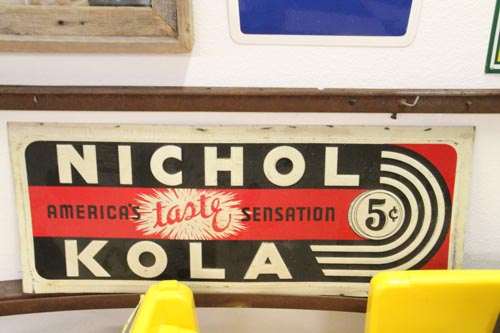 NICHOL
AMERICA'S taste SENSATION 5¢
KOLA